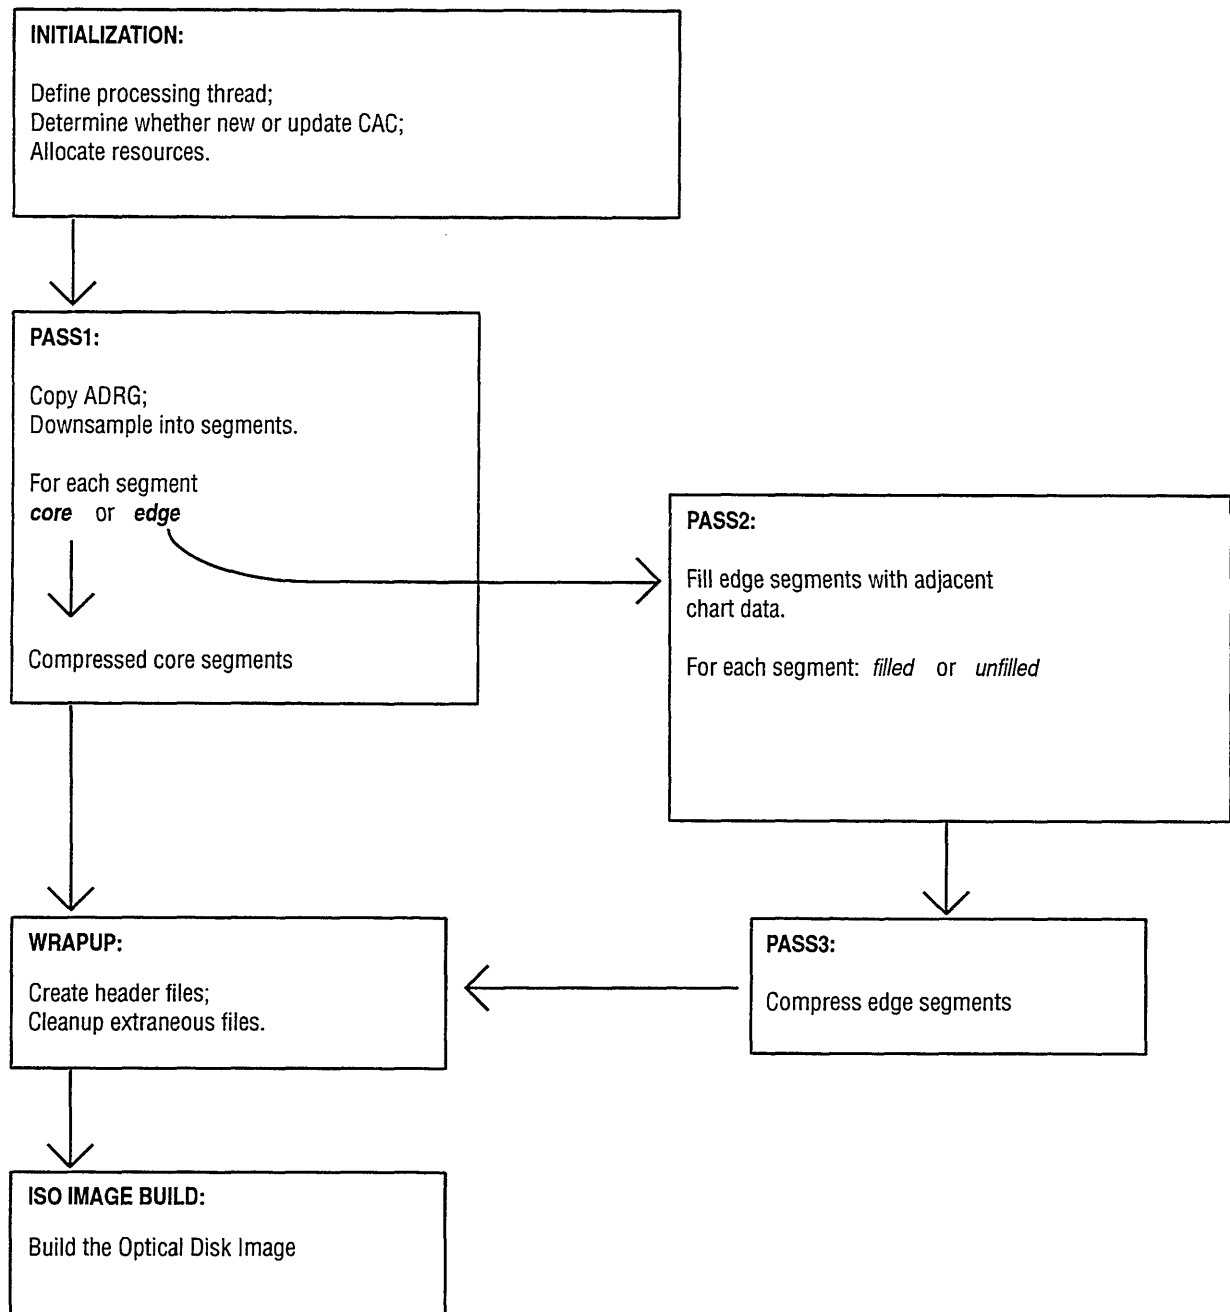 INITIALIZATION:
Define processing thread;
Determine whether new or update CAC;
Allocate resources.
PASS1:
Copy ADRG;
Downsample into segments.
For each segment
core or edge
Compressed core segments
PASS2:
Fill edge segments with adjacent
chart data.
For each segment: filled or unfilled
WRAPUP:
Create header files;
Cleanup extraneous files.
PASS3:
Compress edge segments
ISO IMAGE BUILD:
Build the Optical Disk Image